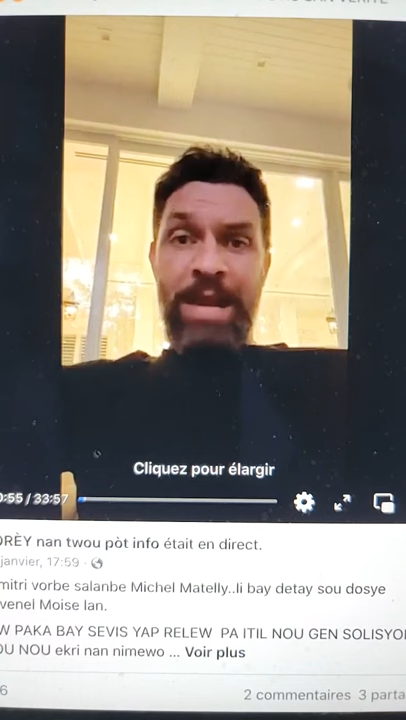 Cliquez pour élargir
0:55 / 33:57
ORÈY nan twou pòt info était en direct.
janvier, 17:59
mitri vorbe salanbe Michel Matelly..li bay detay sou dosye
venel Moise lan.
W PAKA BAY SEVIS YAP RELEW PA ITIL NOU GEN SOLISYO
OU NOU ekri nan nimewo ... Voir plus
6
2 commentaires 3 parta